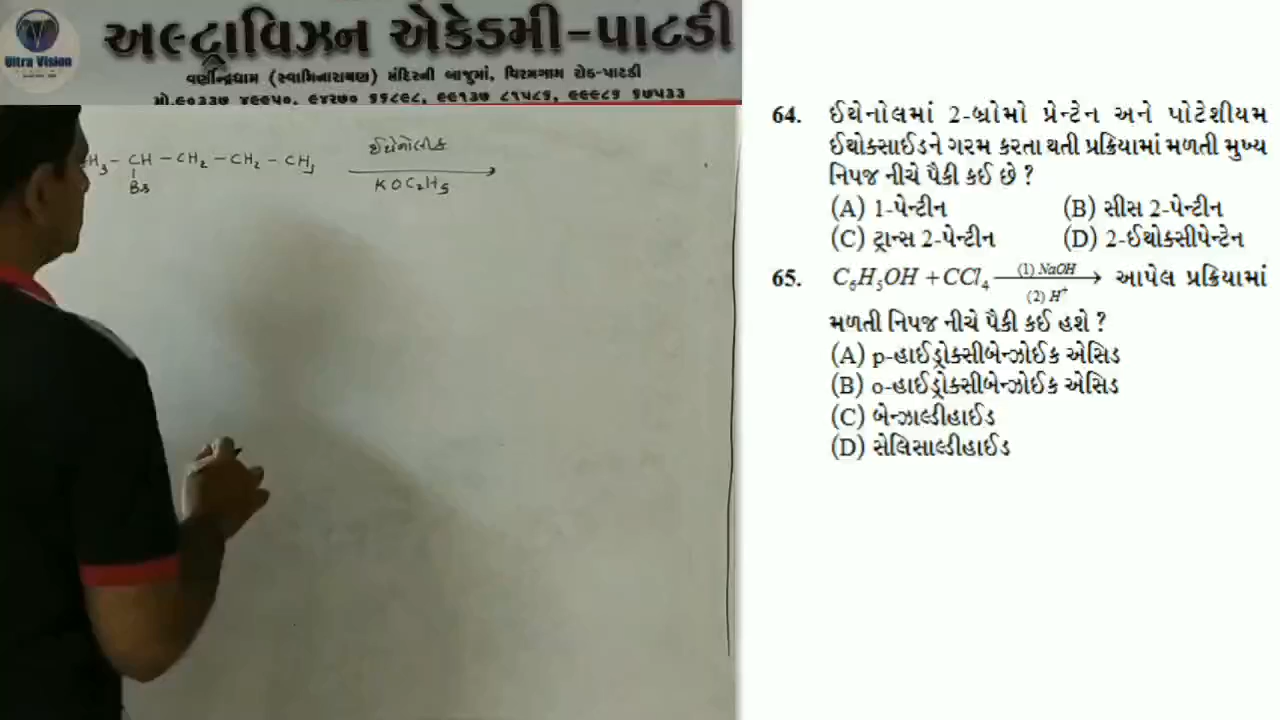 Ultra Vision
અલ્ટ્રાવિઝન એકેડમી-પાટડી
વર્ણીન્દ્રધામ (સ્વામિનારાયણ) મંદિરની બાજુમાં, વિરમગામ રોડ-પાટડી
H₃ - CH - CH₂ - CH₂ - CH₃
Br
ઈથેનોલીક
KOC₂H₅
64. ઈથેનોલમાં 2-બ્રોમો પ્રેન્ટેન અને પોટેશીયમ
ઈથોક્સાઈડને ગરમ કરતા થતી પ્રક્રિયામાં મળતી મુખ્ય
નિપજ નીચે પૈકી કઈ છે ?
(A) 1-પેન્ટીન (B) સીસ 2-પેન્ટીન
(C) ટ્રાન્સ 2-પેન્ટીન (D) 2-ઈથોક્સીપેન્ટેન
65. C₆H₅OH + CCl₄ (1) NaOH (2) H⁺ → આપેલ પ્રક્રિયામાં
મળતી નિપજ નીચે પૈકી કઈ હશે ?
(A) p-હાઈડ્રોક્સીબેન્ઝોઈક એસિડ
(B) o-હાઈડ્રોક્સીબેન્ઝોઈક એસિડ
(C) બેન્ઝાલ્ડીહાઈડ
(D) સેલિસાલ્ડીહાઈડ